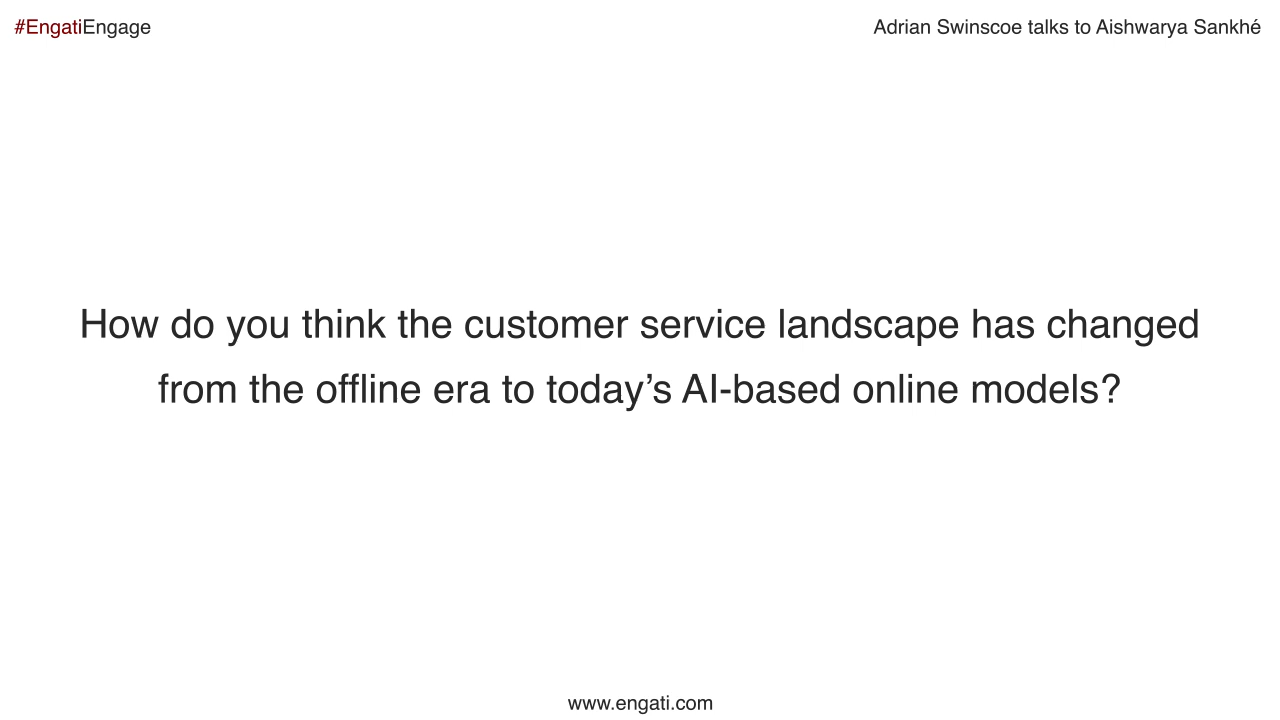 #EngatiEngage
Adrian Swinscoe talks to Aishwarya Sankhé
How do you think the customer service landscape has changed
from the offline era to today’s AI-based online models?
www.engati.com